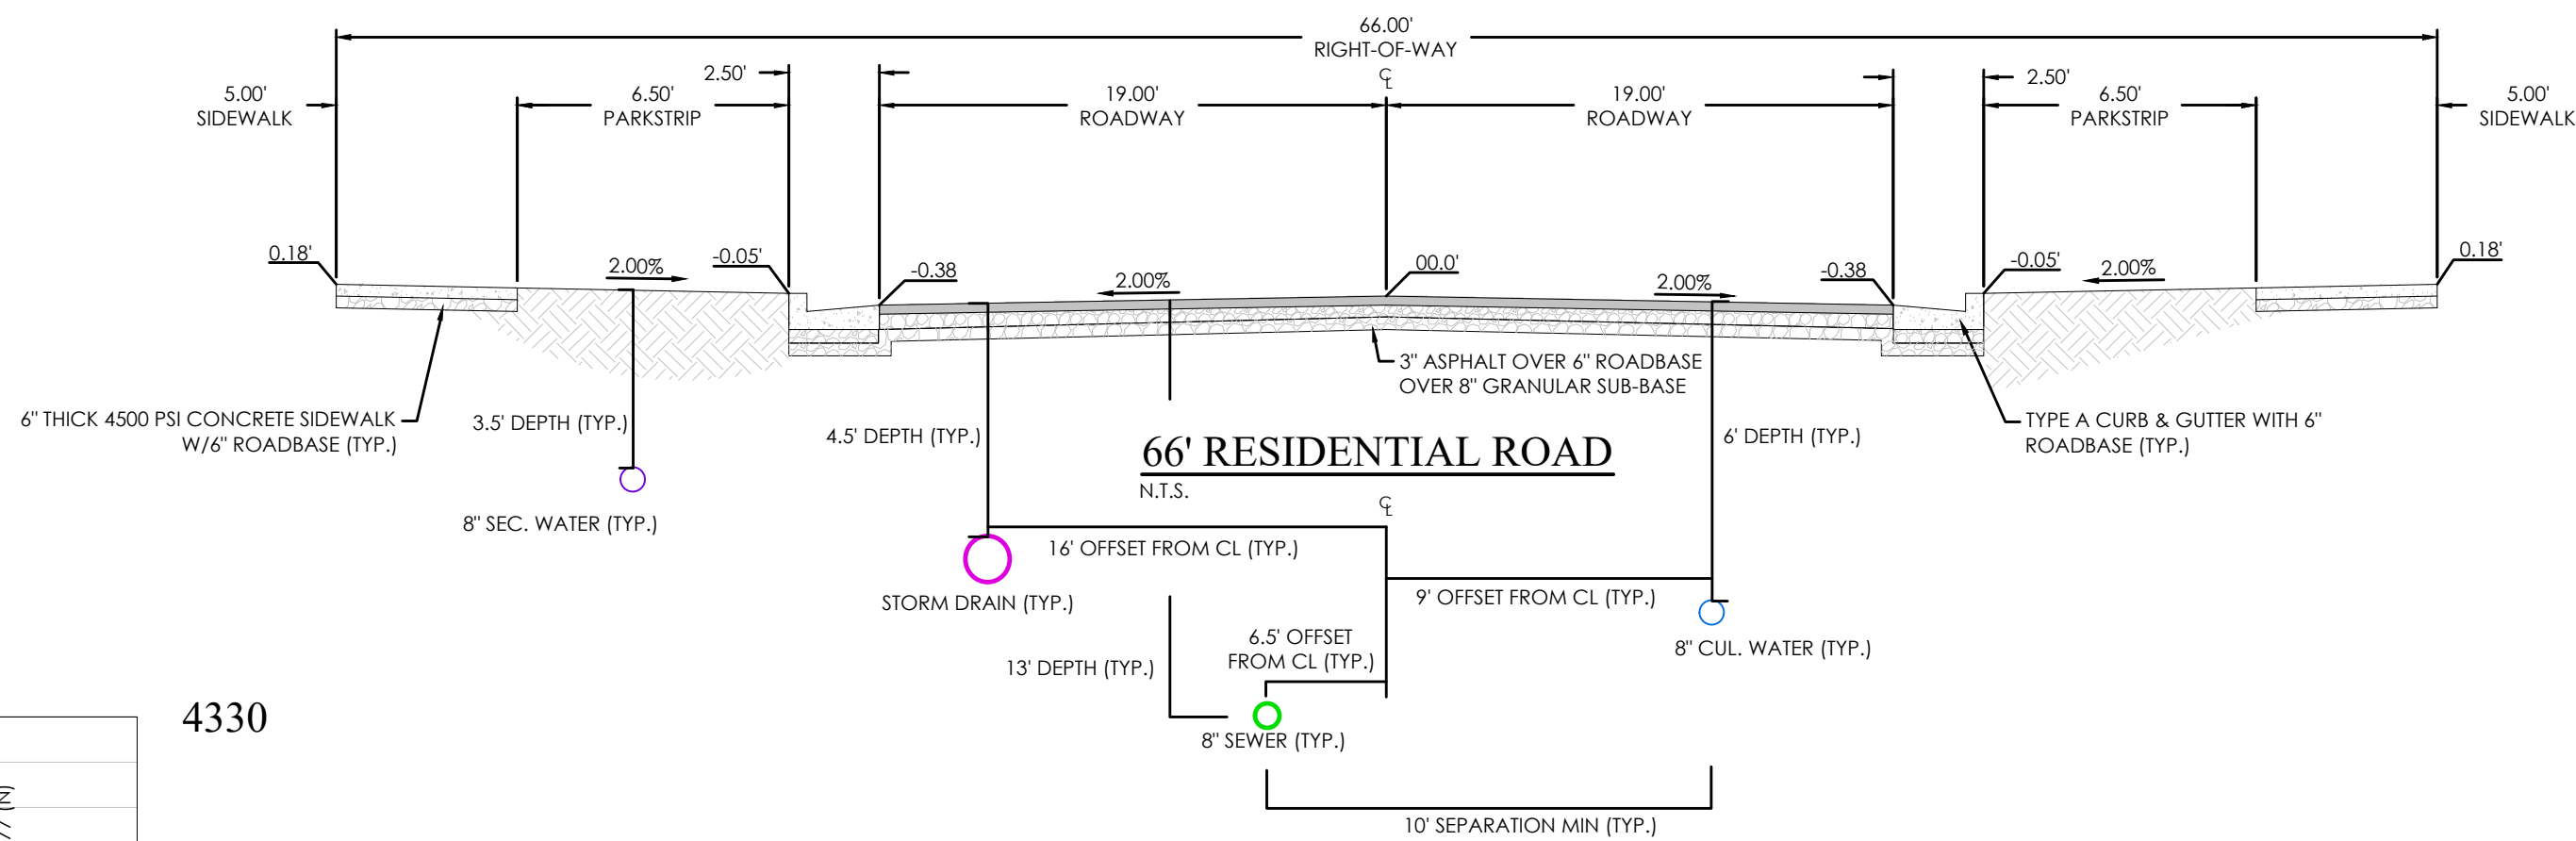 66.00'
RIGHT-OF-WAY
CL
2.50'
2.50'
5.00'
SIDEWALK
6.50'
PARKSTRIP
19.00'
ROADWAY
19.00'
ROADWAY
6.50'
PARKSTRIP
5.00'
SIDEWALK
0.18'
2.00%
-0.05'
-0.38
2.00%
00.0'
2.00%
-0.38
-0.05'
2.00%
0.18'
3" ASPHALT OVER 6" ROADBASE
OVER 8" GRANULAR SUB-BASE
6" THICK 4500 PSI CONCRETE SIDEWALK
W/6" ROADBASE (TYP.)
3.5' DEPTH (TYP.)
4.5' DEPTH (TYP.)
6' DEPTH (TYP.)
TYPE A CURB & GUTTER WITH 6"
ROADBASE (TYP.)
66' RESIDENTIAL ROAD
N.T.S.
CL
8" SEC. WATER (TYP.)
16' OFFSET FROM CL (TYP.)
STORM DRAIN (TYP.)
9' OFFSET FROM CL (TYP.)
6.5' OFFSET
FROM CL (TYP.)
8" CUL. WATER (TYP.)
13' DEPTH (TYP.)
8" SEWER (TYP.)
10' SEPARATION MIN (TYP.)
4330
(N)